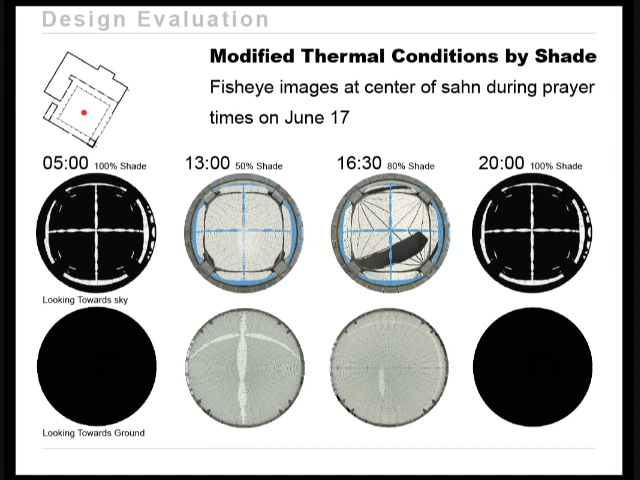 Design Evaluation
Modified Thermal Conditions by Shade
Fisheye images at center of sahn during prayer
times on June 17
05:00 100% Shade
13:00 50% Shade
16:30 80% Shade
20:00 100% Shade
Looking Towards sky
Looking Towards Ground